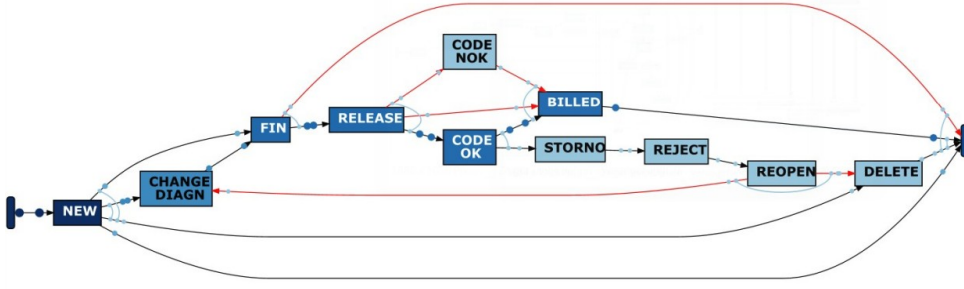 CODE
NOK
BILLED
RELEASE
FIN
CODE
OK
STORNO
REJECT
REOPEN
DELETE
CHANGE
DIAGN
NEW